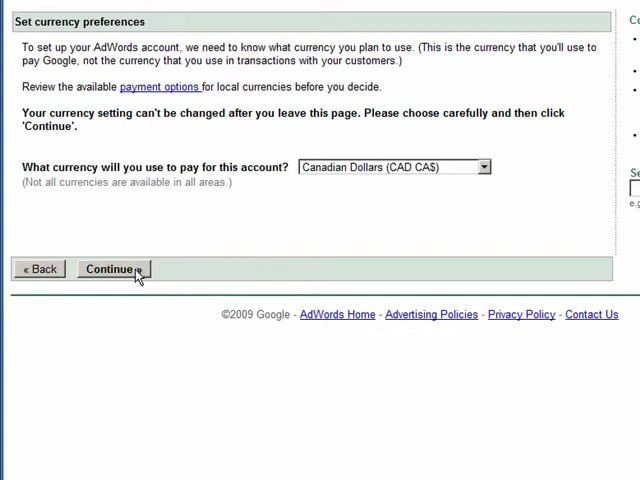 Set currency preferences
To set up your AdWords account, we need to know what currency you plan to use. (This is the currency that you'll use to
pay Google, not the currency that you use in transactions with your customers.)
Review the available payment options for local currencies before you decide.
Your currency setting can't be changed after you leave this page. Please choose carefully and then click
'Continue'.
What currency will you use to pay for this account? Canadian Dollars (CAD CA$)
(Not all currencies are available in all areas.)
« Back Continue »
©2009 Google - AdWords Home - Advertising Policies - Privacy Policy - Contact Us